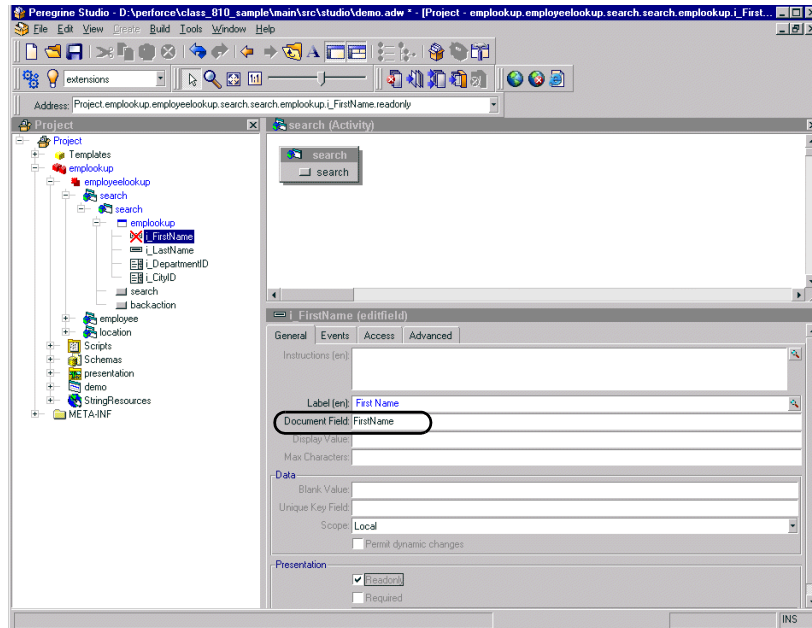 Peregrine Studio - D:\perforce\class_810_sample\main\src\studio\demo.adw * - [Project - emplookup.employeelookup.search.search.emplookup.i_First...
File Edit View Create Build Tools Window Help
A
extensions
1:1
Address: Project.emplookup.employeelookup.search.search.emplookup.i_FirstName.readonly
Project
Project
Templates
emplookup
employeelookup
search
search
emplookup
i_FirstName
i_LastName
i_DepartmentID
i_CityID
search
backaction
employee
location
Scripts
Schemas
presentation
demo
StringResources
META-INF
search (Activity)
search
search
i_FirstName (editfield)
General Events Access Advanced
Instructions (en):
Label (en): First Name
Document Field: FirstName
Display Value:
Max Characters:
Data
Blank Value:
Unique Key Field:
Scope: Local
Permit dynamic changes
Presentation
Readonly
Required
INS